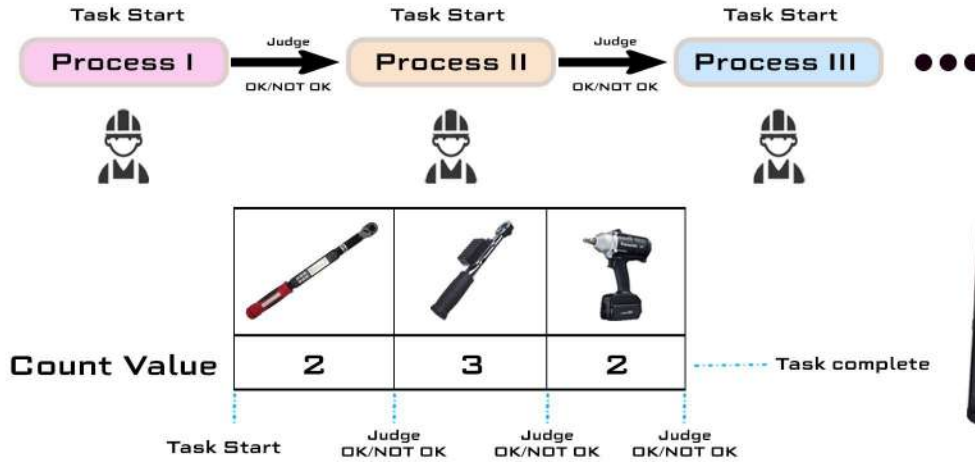 Task Start
Task Start
Task Start
Process I
Judge
OK/NOT OK
Process II
Judge
OK/NOT OK
Process III
Count Value
2
3
2
Task complete
Task Start
Judge
OK/NOT OK
Judge
OK/NOT OK
Judge
OK/NOT OK